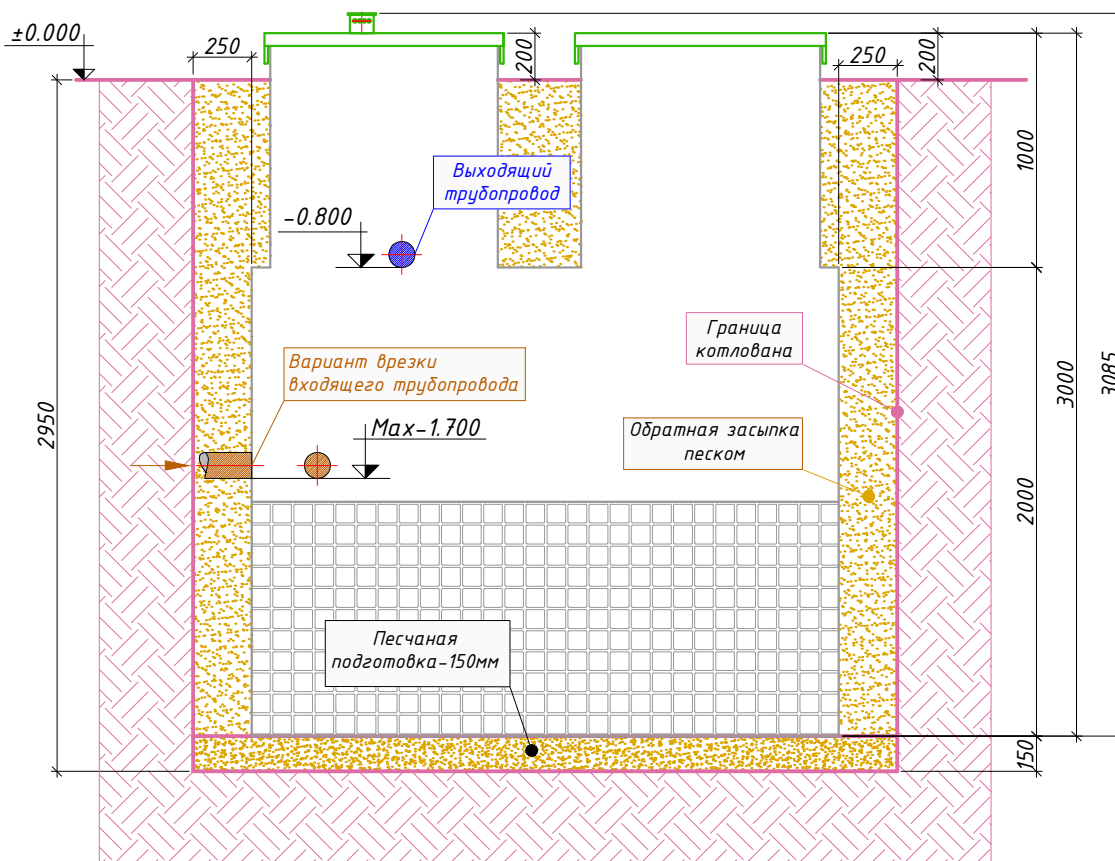 ±0.000
250
200
200
250
Выходящий
трубопровод
1000
-0.800
Граница
котлована
Вариант врезки
входящего трубопровода
3085
3000
2950
Max-1.700
Обратная засыпка
песком
2000
Песчаная
подготовка-150мм
150